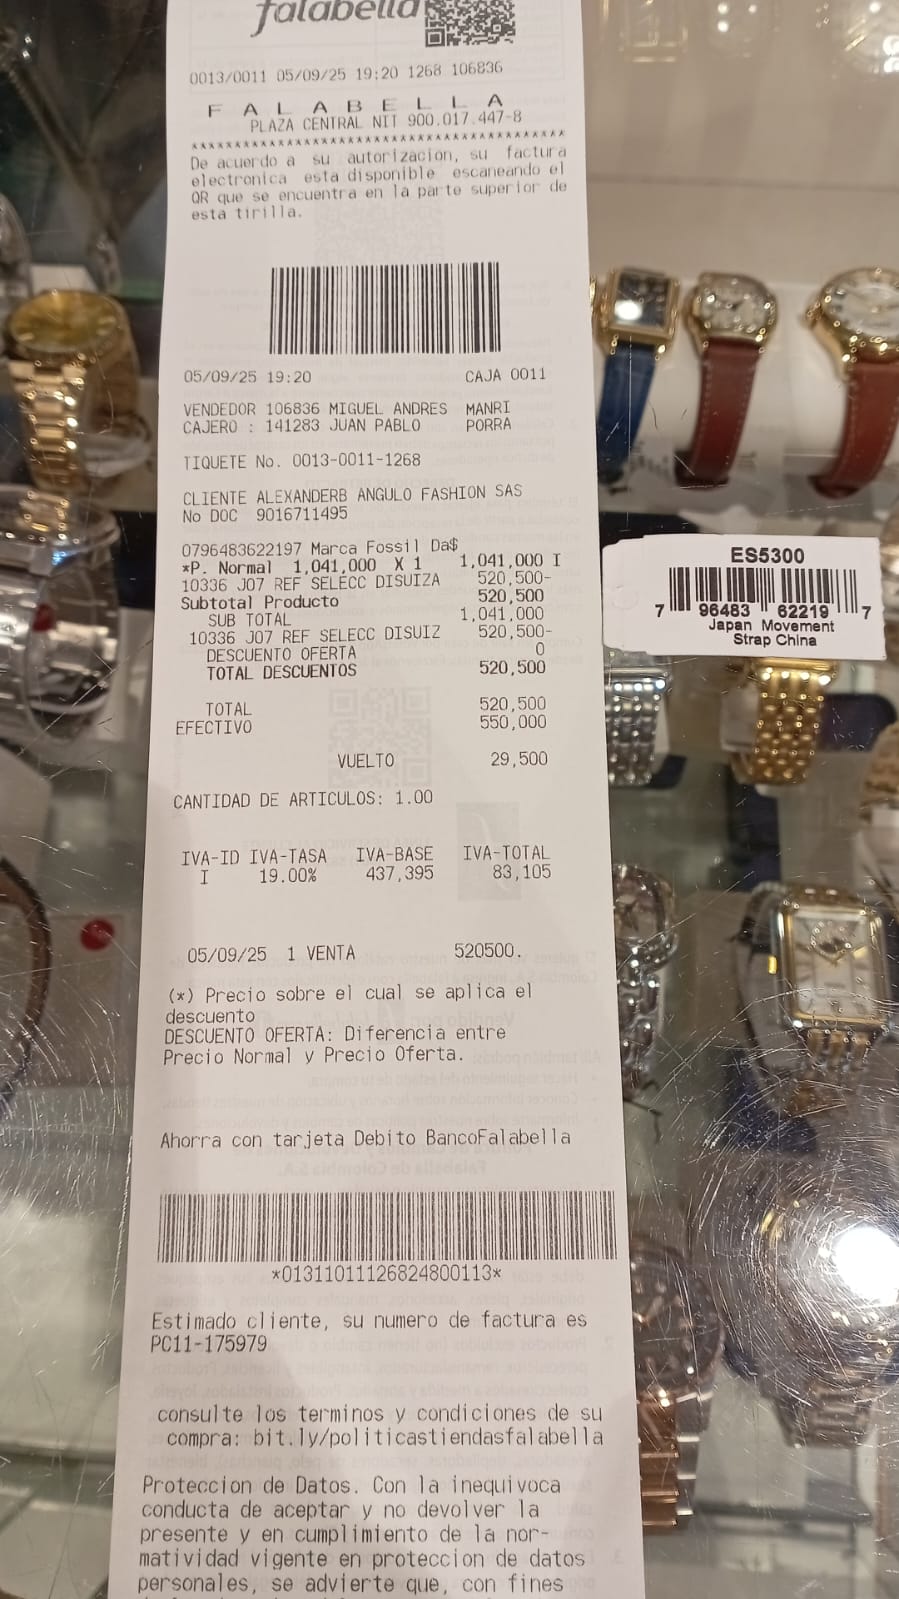 falabella
0013/0011 05/09/25 19:20 1268 106836
F A L A B E L L A
PLAZA CENTRAL NIT 900.017.447-8
De acuerdo a su autorizacion, su factura
electronica esta disponible escaneando el
QR que se encuentra en la parte superior de
esta tirilla.
05/09/25 19:20 CAJA 0011
VENDEDOR 106836 MIGUEL ANDRES MANRI
CAJERO : 141283 JUAN PABLO PORRA
TIQUETE No. 0013-0011-1268
CLIENTE ALEXANDERB ANGULO FASHION SAS
No DOC 9016711495
0796483622197 Marca Fossil Da$
*P. Normal 1,041,000 X 1 1,041,000 I
10336 J07 REF SELECC DISUIZA 520,500-
Subtotal Producto 520,500
SUB TOTAL 1,041,000
10336 J07 REF SELECC DISUIZ 520,500-
DESCUENTO OFERTA 0
TOTAL DESCUENTOS 520,500
TOTAL 520,500
EFECTIVO 550,000
VUELTO 29,500
CANTIDAD DE ARTICULOS: 1.00
IVA-ID IVA-TASA IVA-BASE IVA-TOTAL
I 19.00% 437,395 83,105
05/09/25 1 VENTA 520500.
(*) Precio sobre el cual se aplica el
descuento
DESCUENTO OFERTA: Diferencia entre
Precio Normal y Precio Oferta.
Ahorra con tarjeta Debito BancoFalabella
*01311011126824800113*
Estimado cliente, su numero de factura es
PC11-175979
consulte los terminos y condiciones de su
compra: bit.ly/politicastiendasfalabella
Proteccion de Datos. Con la inequivoca
conducta de aceptar y no devolver la
presente y en cumplimiento de la nor-
matividad vigente en proteccion de datos
personales, se advierte que, con fines
ES5300
7 96483 62219 7
Japan Movement
Strap China